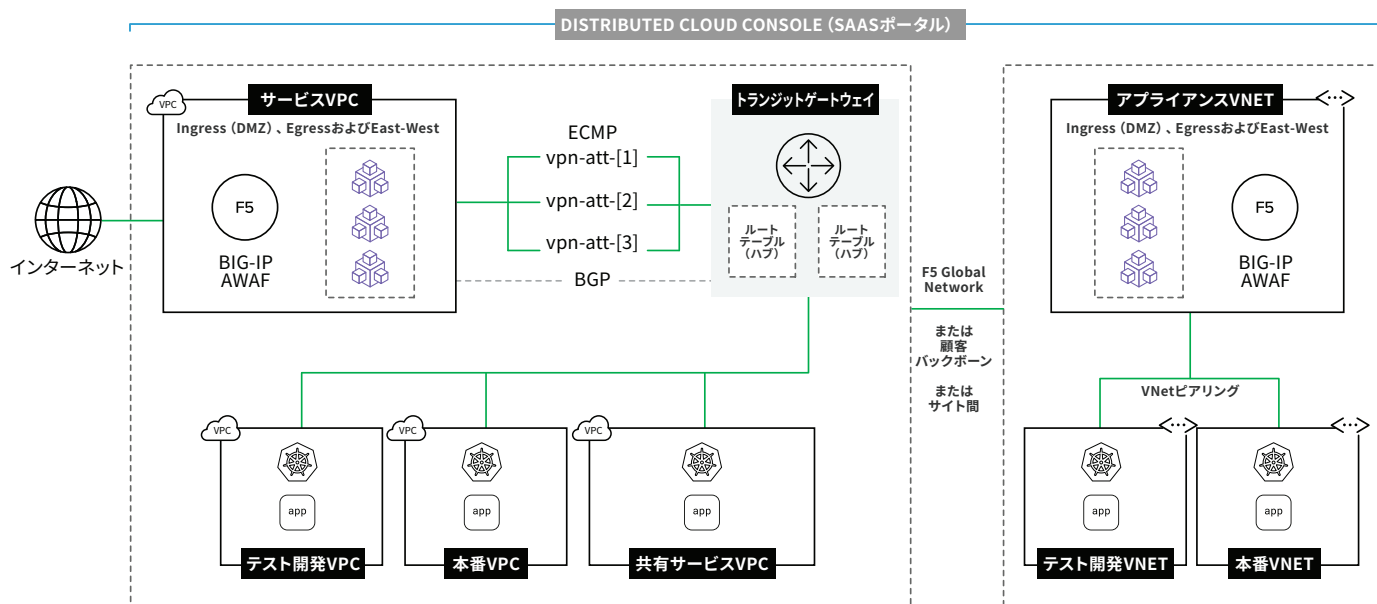 DISTRIBUTED CLOUD CONSOLE（SAASポータル）
VPC
サービスVPC
Ingress（DMZ）、EgressおよびEast-West
F5
BIG-IP
AWAF
インターネット
ECMP
vpn-att-[1]
vpn-att-[2]
vpn-att-[3]
BGP
トランジットゲートウェイ
ルート
テーブル
（ハブ）
ルート
テーブル
（ハブ）
F5 Global
Network
または
顧客
バックボーン
または
サイト間
アプライアンスVNET
Ingress（DMZ）、EgressおよびEast-West
F5
BIG-IP
AWAF
VNetピアリング
VPC
app
テスト開発VPC
VPC
app
本番VPC
VPC
app
共有サービスVPC
app
テスト開発VNET
app
本番VNET